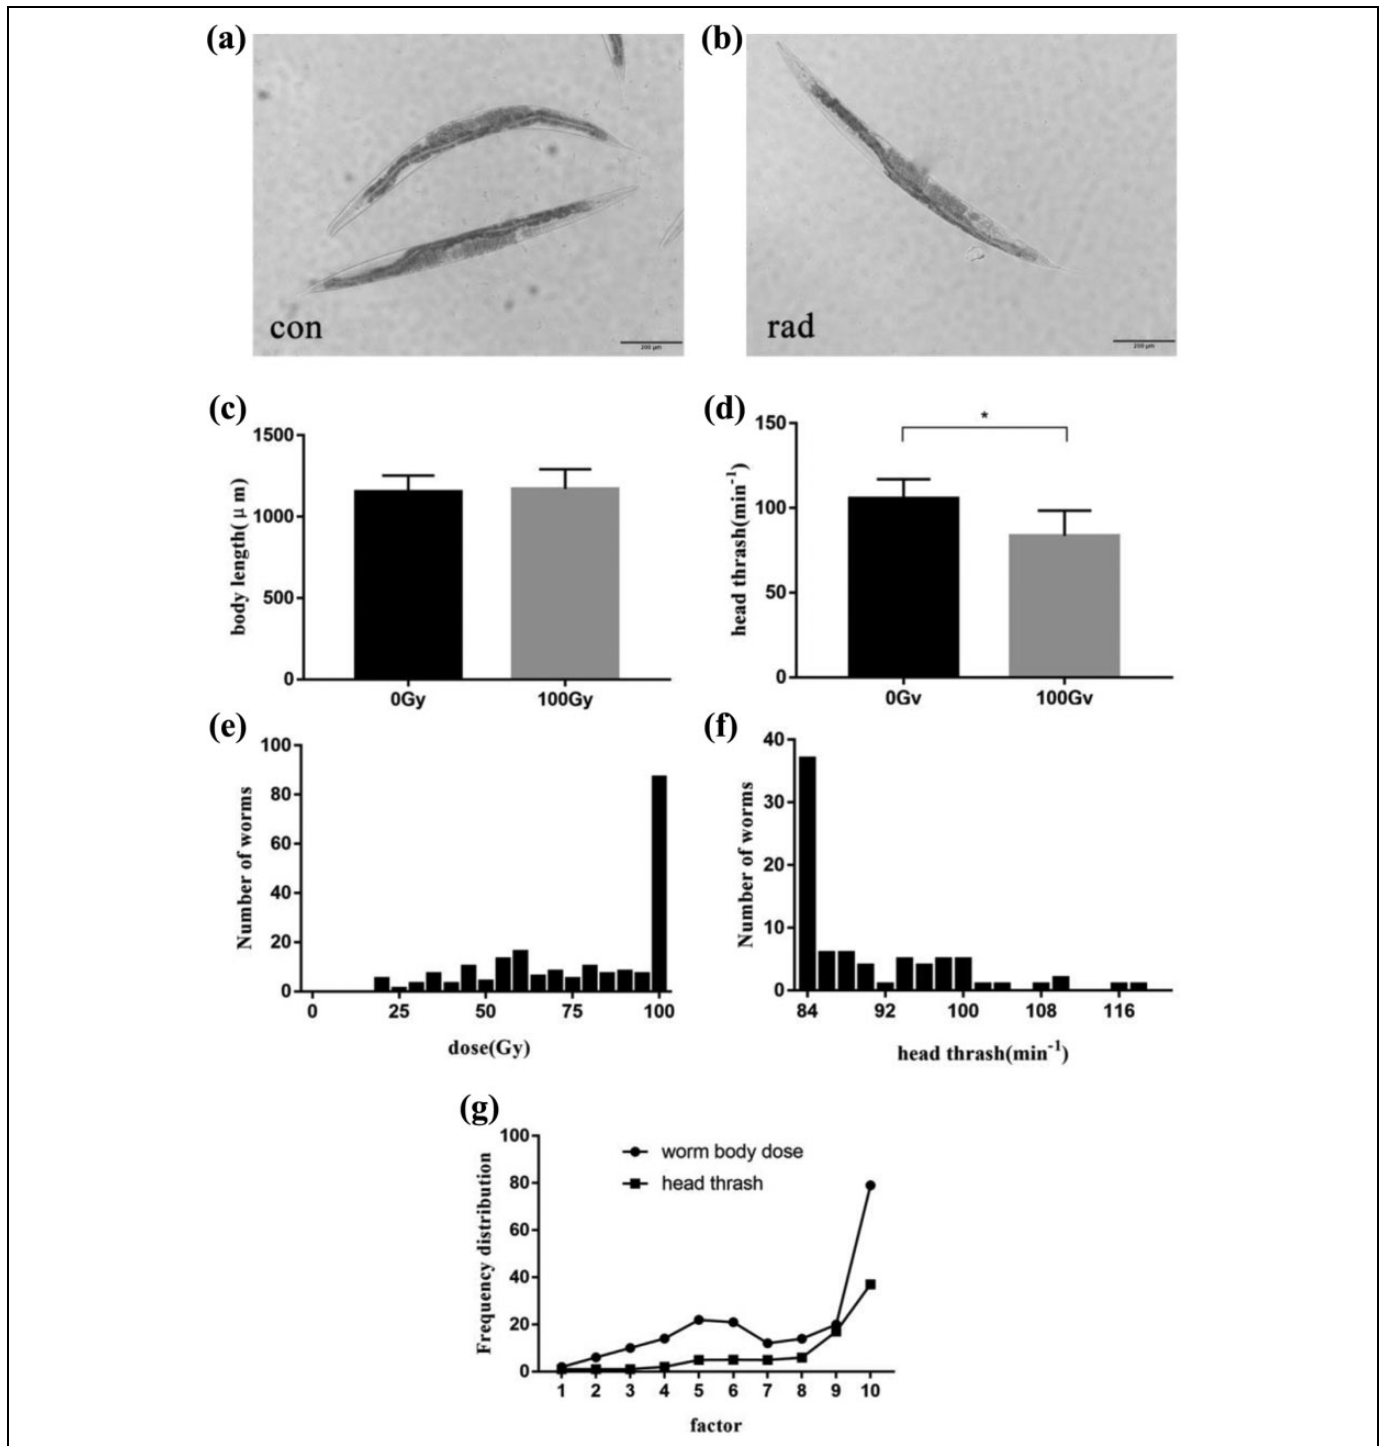 (a)
(b)
con
200 μm
rad
200 μm
(c)
1500
1000
500
0
body length( μ m)
0Gy
100Gy
(d)
*
150
100
50
0
head thrash(min-1)
0Gv
100Gv
(e)
100
80
60
40
20
0
Number of worms
0
25
50
75
100
dose(Gy)
(f)
40
30
20
10
0
Number of worms
84
92
100
108
116
head thrash(min-1)
(g)
100
80
60
40
20
0
Frequency distribution
worm body dose
head thrash
1
2
3
4
5
6
7
8
9
10
factor